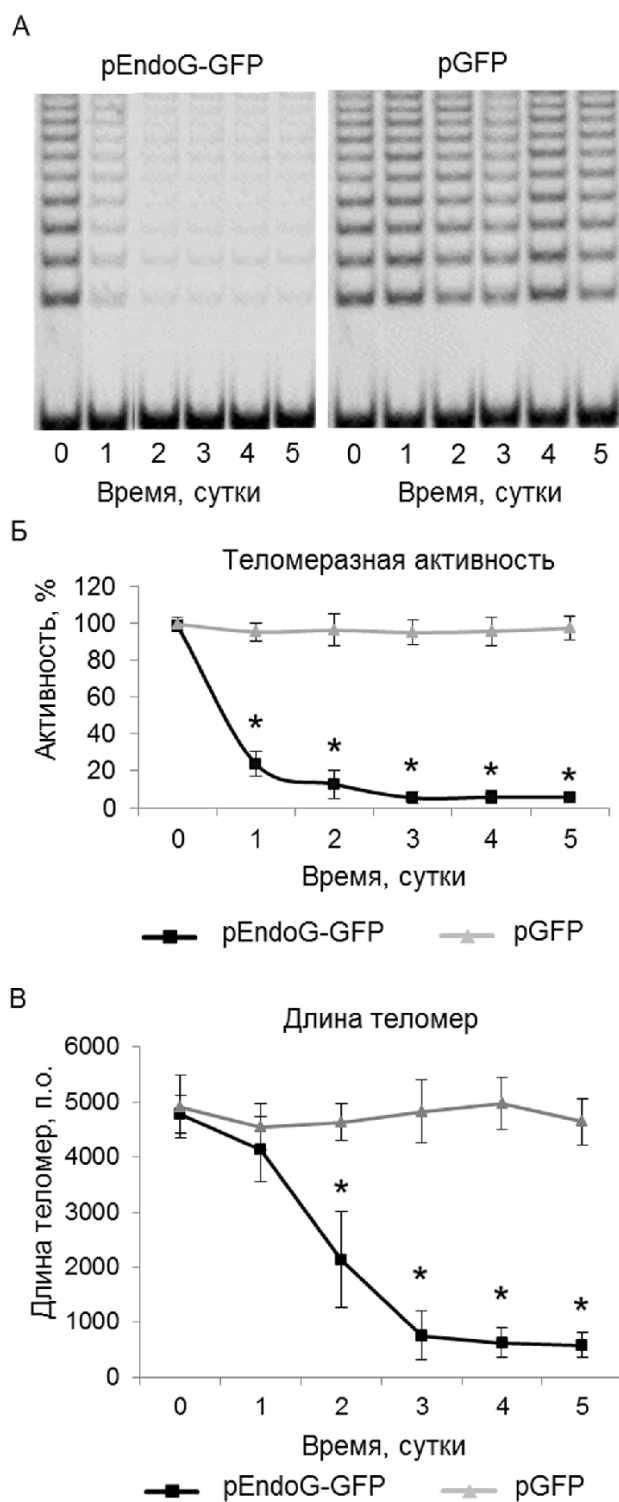 А
pEndoG-GFP pGFP
0 1 2 3 4 5 0 1 2 3 4 5
Время, сутки Время, сутки
Б
Теломеразная активность
Активность, %
120
100
80
60
40
20
0
* * * * *
0 1 2 3 4 5
Время, сутки
pEndoG-GFP pGFP
В
Длина теломер
Длина теломер, п.о.
6000
5000
4000
3000
2000
1000
0
* * * *
0 1 2 3 4 5
Время, сутки
pEndoG-GFP pGFP